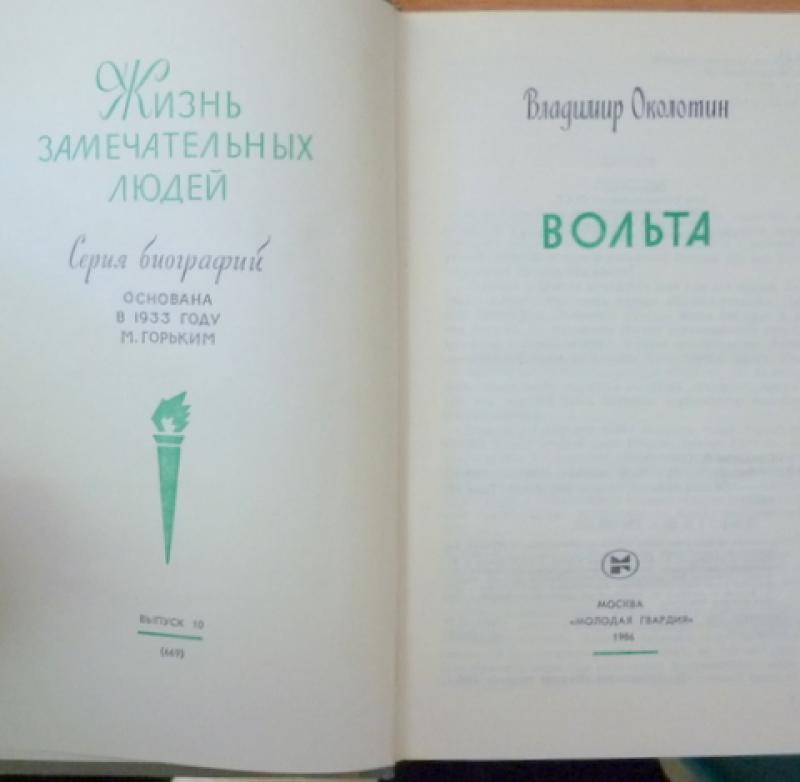 Жизнь
ЗАМЕЧАТЕЛЬНЫХ
ЛЮДЕЙ
Серия биографий
ОСНОВАНА
В 1933 ГОДУ
М. ГОРЬКИМ
ВЫПУСК 10
(669)
Владимир Околотин
ВОЛЬТА
МОСКВА
«МОЛОДАЯ ГВАРДИЯ»
1986